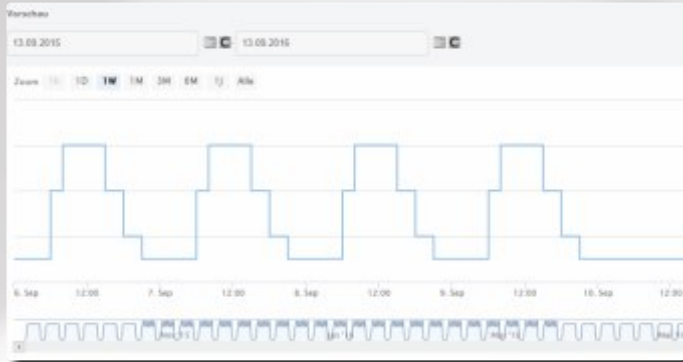 Vorschau
13.09.2015 13.09.2016
Zoom 1D 1W 1M 3M 6M 1J Alle
6. Sep 12:00 7. Sep 12:00 8. Sep 12:00 9. Sep 12:00 10. Sep 12:00